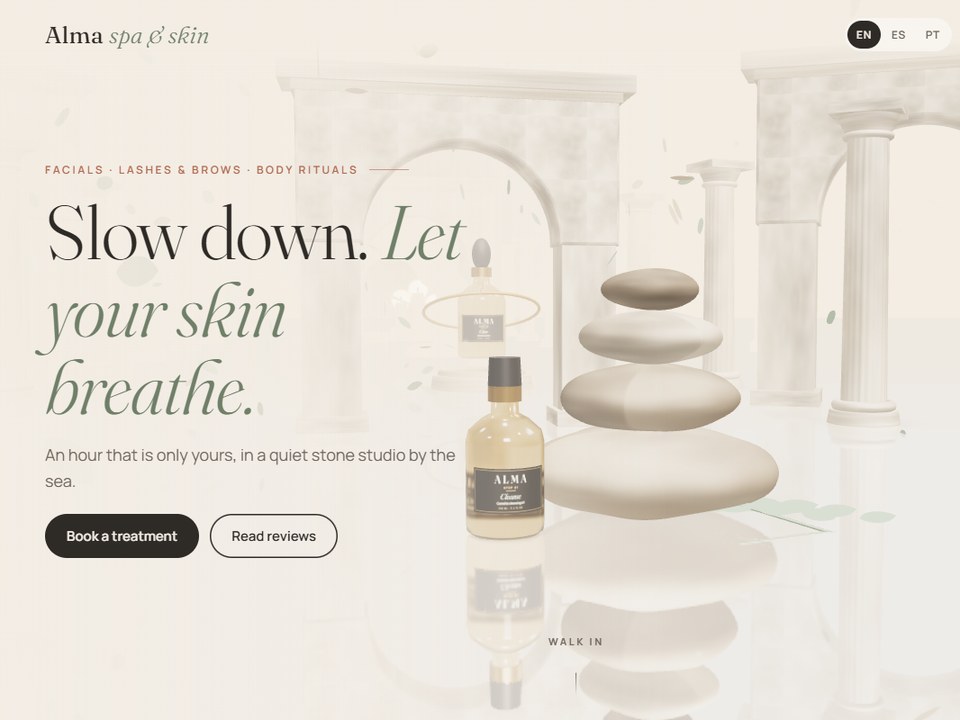 Alma spa & skin
EN ES PT
FACIALS · LASHES & BROWS · BODY RITUALS
Slow down. Let
your skin
breathe.
An hour that is only yours, in a quiet stone studio by the
sea.
Book a treatment
Read reviews
ALMA
ALMA
Cleanse
WALK IN